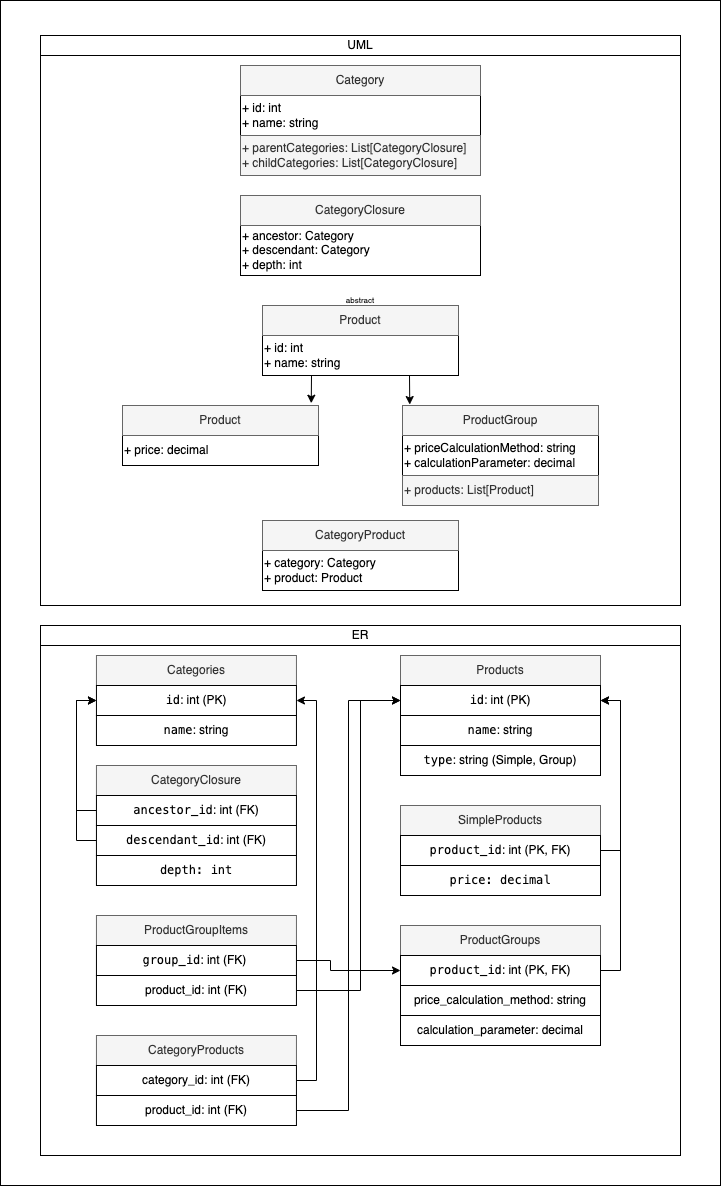 UML
Category
+ id: int
+ name: string
+ parentCategories: List[CategoryClosure]
+ childCategories: List[CategoryClosure]
CategoryClosure
+ ancestor: Category
+ descendant: Category
+ depth: int
abstract
Product
+ id: int
+ name: string
Product
+ price: decimal
ProductGroup
+ priceCalculationMethod: string
+ calculationParameter: decimal
+ products: List[Product]
CategoryProduct
+ category: Category
+ product: Product
ER
Categories
id: int (PK)
name: string
CategoryClosure
ancestor_id: int (FK)
descendant_id: int (FK)
depth: int
ProductGroupItems
group_id: int (FK)
product_id: int (FK)
CategoryProducts
category_id: int (FK)
product_id: int (FK)
Products
id: int (PK)
name: string
type: string (Simple, Group)
SimpleProducts
product_id: int (PK, FK)
price: decimal
ProductGroups
product_id: int (PK, FK)
price_calculation_method: string
calculation_parameter: decimal